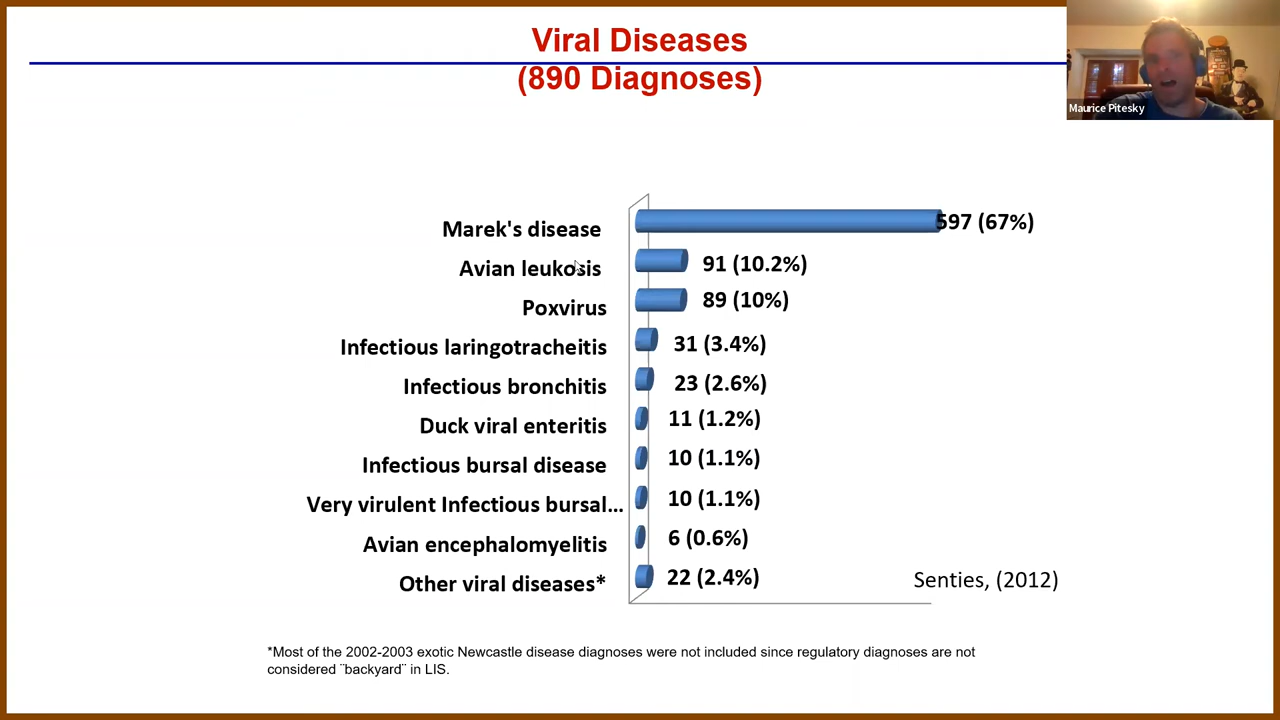 Viral Diseases
(890 Diagnoses)
Maurice Pitesky
Marek's disease 597 (67%)
Avian leukosis 91 (10.2%)
Poxvirus 89 (10%)
Infectious laringotracheitis 31 (3.4%)
Infectious bronchitis 23 (2.6%)
Duck viral enteritis 11 (1.2%)
Infectious bursal disease 10 (1.1%)
Very virulent Infectious bursal... 10 (1.1%)
Avian encephalomyelitis 6 (0.6%)
Other viral diseases* 22 (2.4%)
Senties, (2012)
*Most of the 2002-2003 exotic Newcastle disease diagnoses were not included since regulatory diagnoses are not
considered ¨backyard¨ in LIS.